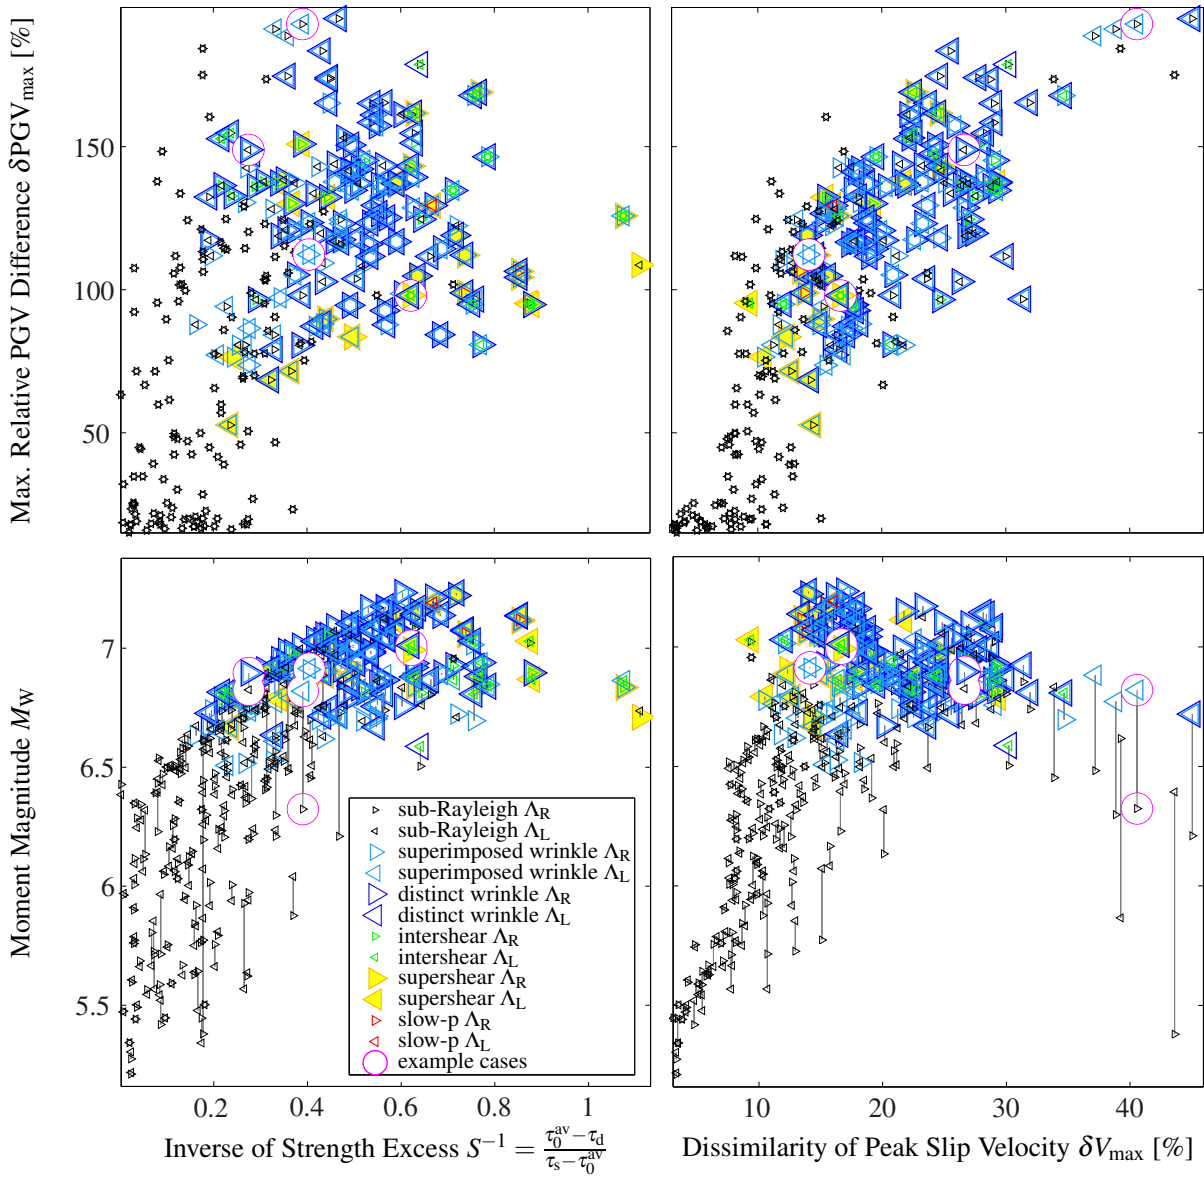 Max. Relative PGV Difference δPGVmax [%]
150
100
50
Moment Magnitude MW
7
6.5
6
5.5
sub-Rayleigh ΛR
sub-Rayleigh ΛL
superimposed wrinkle ΛR
superimposed wrinkle ΛL
distinct wrinkle ΛR
distinct wrinkle ΛL
intershear ΛR
intershear ΛL
supershear ΛR
supershear ΛL
slow-p ΛR
slow-p ΛL
example cases
0.2 0.4 0.6 0.8 1
10 20 30 40
Inverse of Strength Excess S⁻¹ = (τ0av−τd)/(τs−τ0av)
Dissimilarity of Peak Slip Velocity δVmax [%]